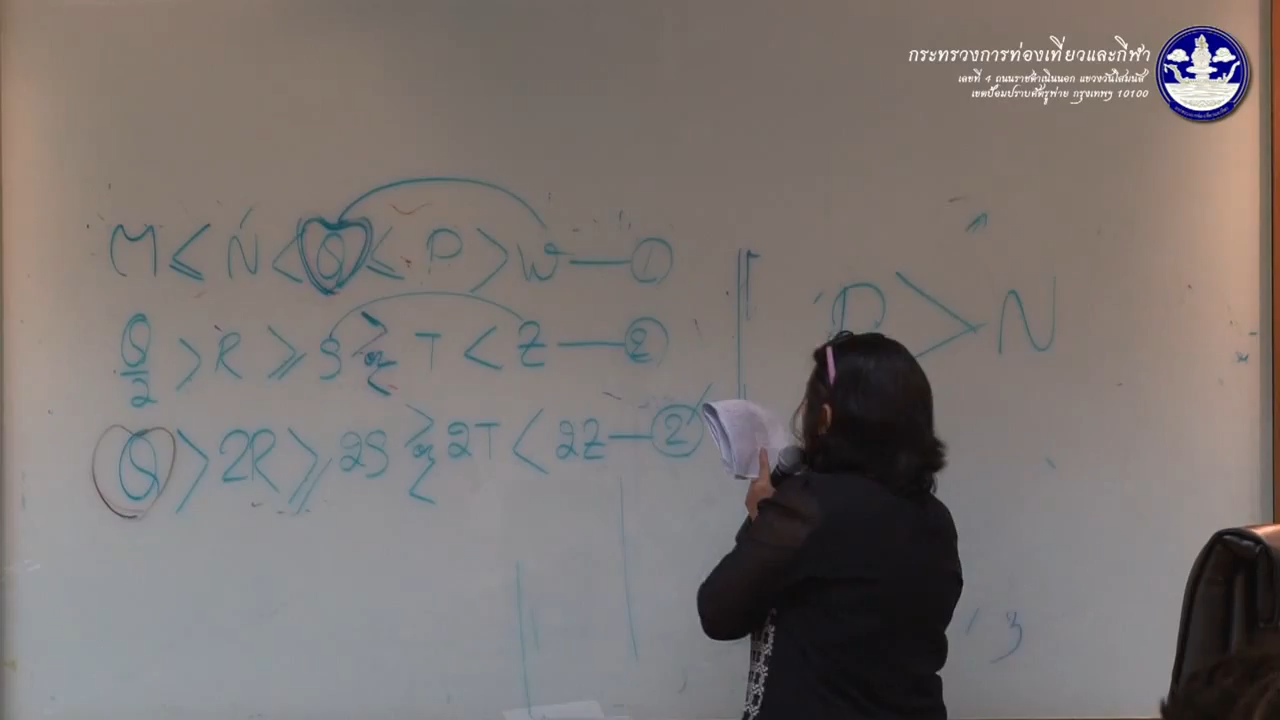 กระทรวงการท่องเที่ยวและกีฬา
เลขที่ 4 ถนนราชดำเนินนอก แขวงวัดโสมนัส
เขตป้อมปราบศัตรูพ่าย กรุงเทพฯ 10100
M ≤ N < Q ≤ P > W — ①
Q/2 > R ≥ S ≥ T < Z — ②
Q > 2R ≥ 2S ≥ 2T < 2Z — ②'
P > N